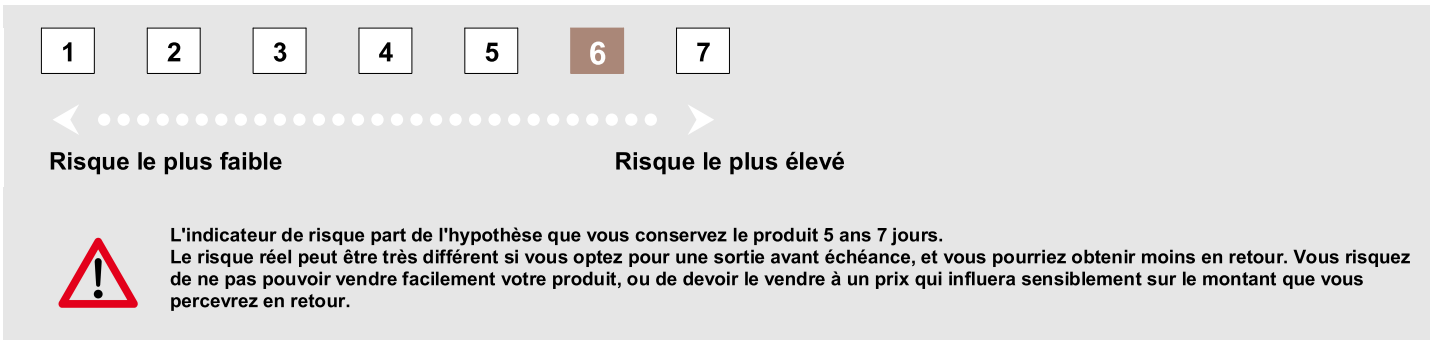 1 2 3 4 5 6 7
Risque le plus faible Risque le plus élevé
L'indicateur de risque part de l'hypothèse que vous conservez le produit 5 ans 7 jours.
Le risque réel peut être très différent si vous optez pour une sortie avant échéance, et vous pourriez obtenir moins en retour. Vous risquez
de ne pas pouvoir vendre facilement votre produit, ou de devoir le vendre à un prix qui influera sensiblement sur le montant que vous
percevrez en retour.